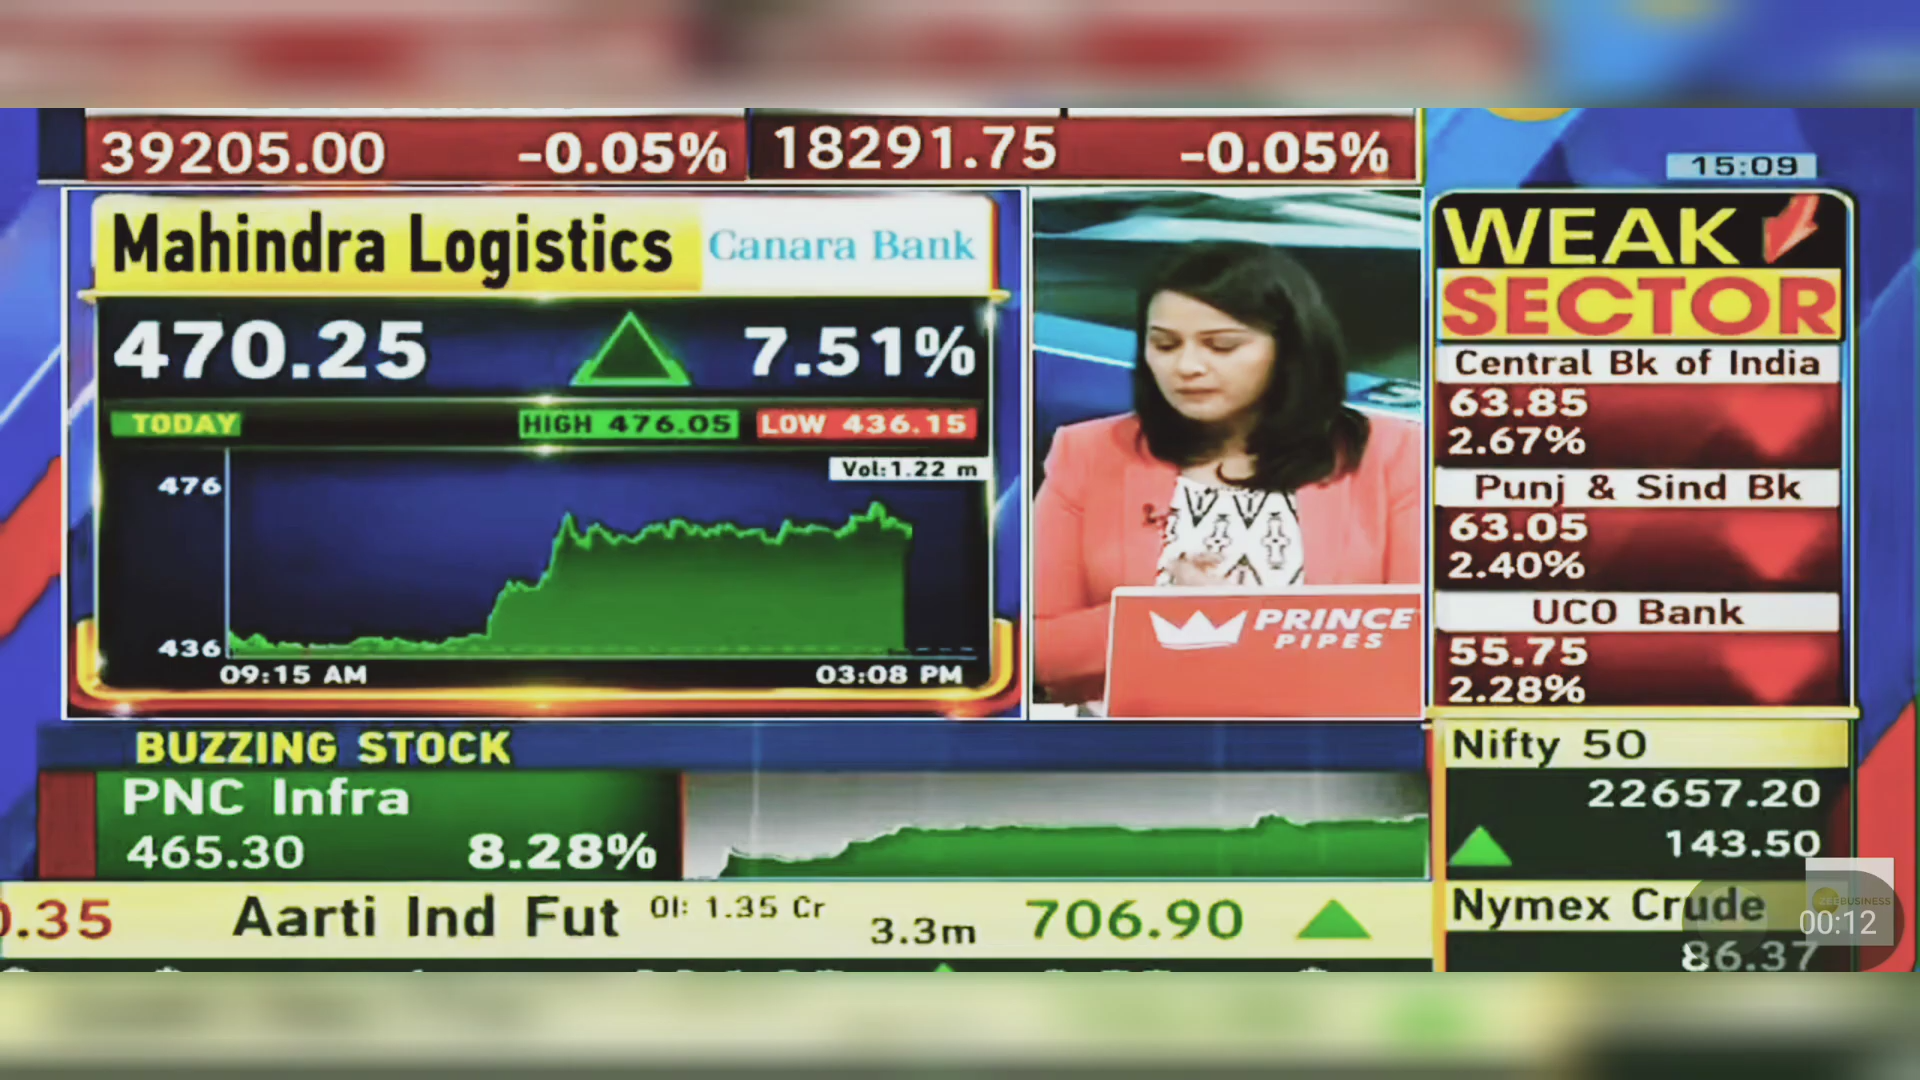 39205.00 -0.05% 18291.75 -0.05%
15:09
Mahindra Logistics Canara Bank
470.25 7.51%
TODAY HIGH 476.05 LOW 436.15
Vol:1.22 m
476
436
09:15 AM 03:08 PM
PRINCE
PIPES
WEAK
SECTOR
Central Bk of India
63.85
2.67%
Punj & Sind Bk
63.05
2.40%
UCO Bank
55.75
2.28%
BUZZING STOCK
PNC Infra
465.30 8.28%
Nifty 50
22657.20
143.50
Nymex Crude
86.37
ZEEBUSINESS
00:12
0.35 Aarti Ind Fut OI: 1.35 Cr 3.3m 706.90